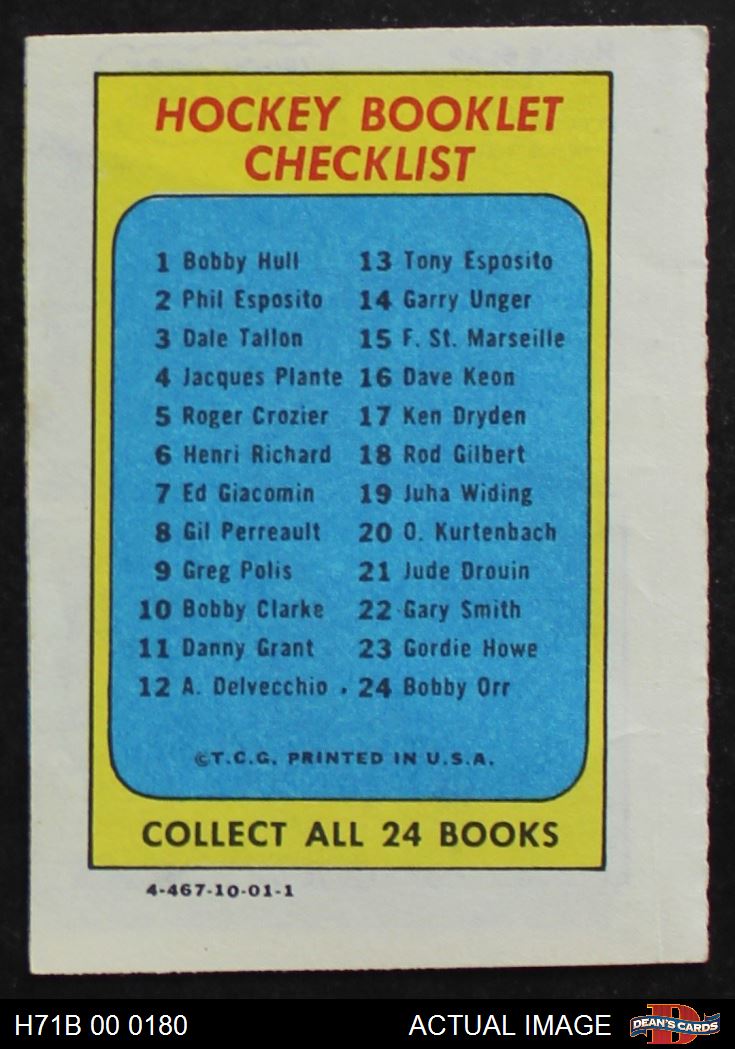 HOCKEY BOOKLET
CHECKLIST
1 Bobby Hull
2 Phil Esposito
3 Dale Tallon
4 Jacques Plante
5 Roger Crozier
6 Henri Richard
7 Ed Giacomin
8 Gil Perreault
9 Greg Polis
10 Bobby Clarke
11 Danny Grant
12 A. Delvecchio
13 Tony Esposito
14 Garry Unger
15 F. St. Marseille
16 Dave Keon
17 Ken Dryden
18 Rod Gilbert
19 Juha Widing
20 O. Kurtenbach
21 Jude Drouin
22 Gary Smith
23 Gordie Howe
24 Bobby Orr
©T.C.G. PRINTED IN U.S.A.
COLLECT ALL 24 BOOKS
4-467-10-01-1
H71B 00 0180
ACTUAL IMAGE
D
DEAN'S CARDS